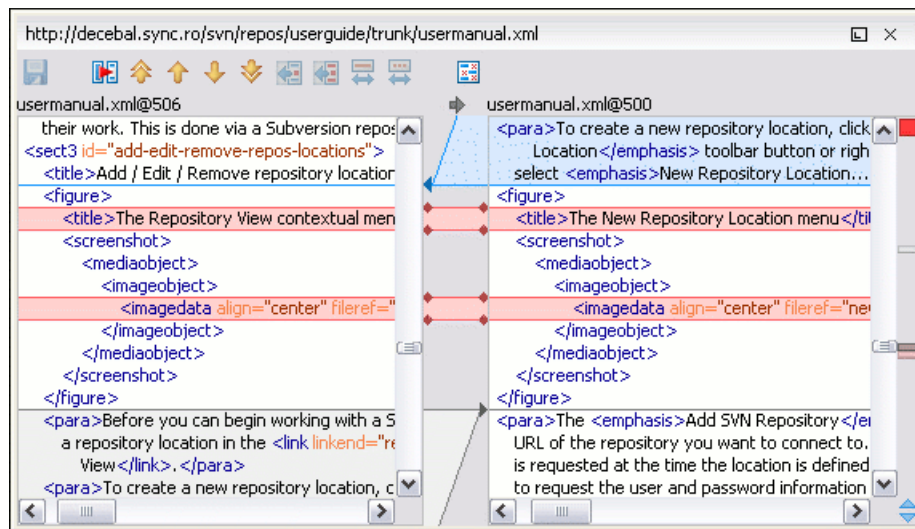 http://decebal.sync.ro/svn/repos/userguide/trunk/usermanual.xml
usermanual.xml@506
their work. This is done via a Subversion repos
<sect3 id="add-edit-remove-repos-locations">
<title>Add / Edit / Remove repository location
<figure>
<title>The Repository View contextual men
<screenshot>
<mediaobject>
<imageobject>
<imagedata align="center" fileref="
</imageobject>
</mediaobject>
</screenshot>
</figure>
<para>Before you can begin working with a S
a repository location in the <link linkend="re
View</link>.</para>
<para>To create a new repository location, c
usermanual.xml@500
<para>To create a new repository location, click
Location</emphasis> toolbar button or righ
select <emphasis>New Repository Location...
<figure>
<title>The New Repository Location menu</tit
<screenshot>
<mediaobject>
<imageobject>
<imagedata align="center" fileref="nev
</imageobject>
</mediaobject>
</screenshot>
</figure>
<para>The <emphasis>Add SVN Repository</e
URL of the repository you want to connect to.
is requested at the time the location is defined
to request the user and password information